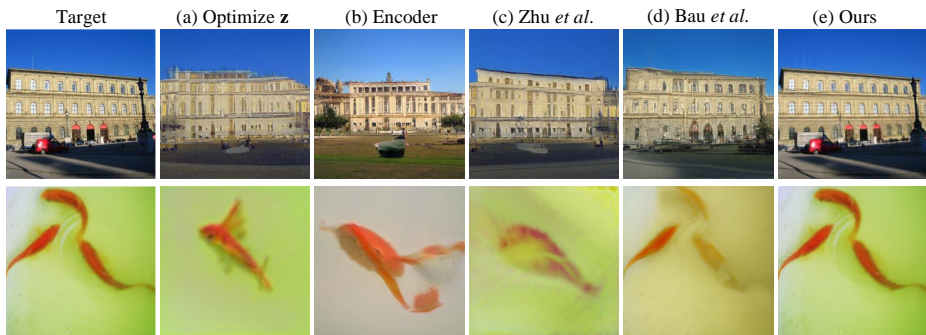 Target
(a) Optimize z
(b) Encoder
(c) Zhu et al.
(d) Bau et al.
(e) Ours